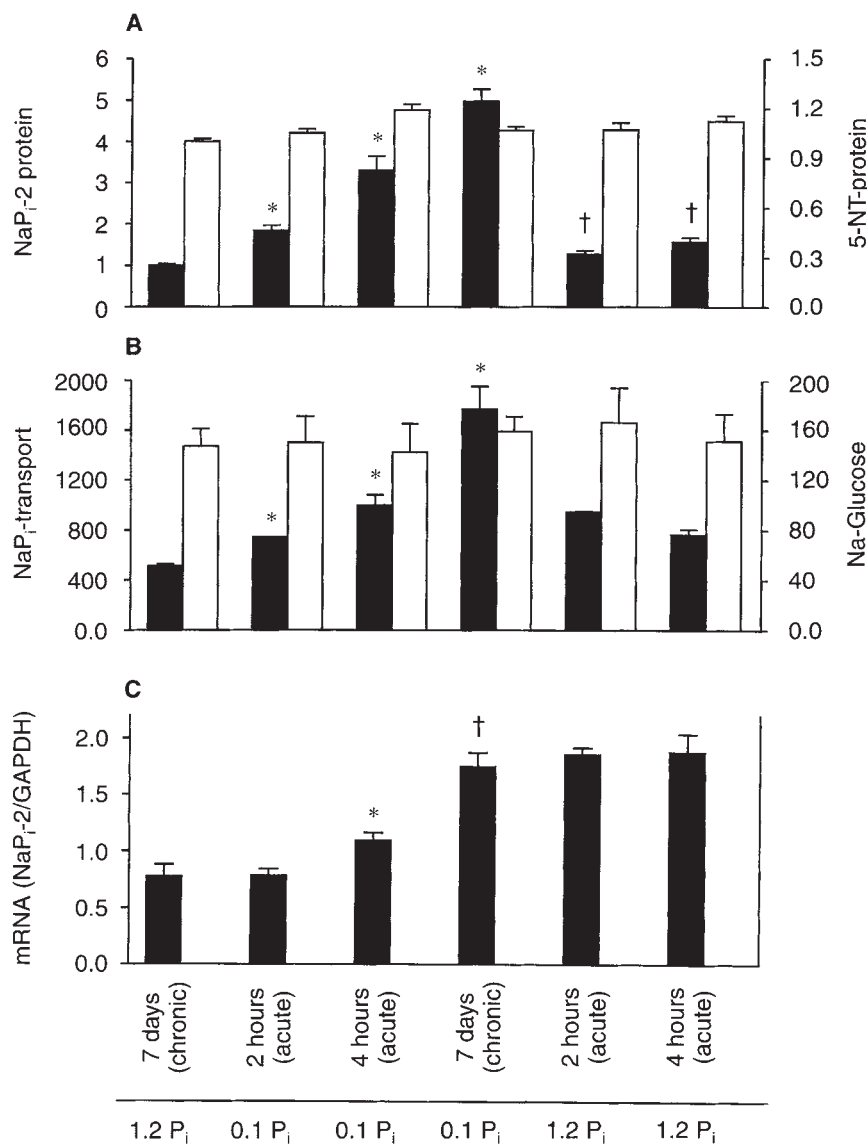 A
NaPi-2 protein
6
5
4
3
2
1
0
* * * † †
1.5
1.2
0.9
0.6
0.3
0.0
5-NT-protein
B
NaPi-transport
2000
1600
1200
800
400
0.0
* * *
200
160
120
80
40
0.0
Na-Glucose
C
mRNA (NaPi-2/GAPDH)
2.0
1.5
1.0
0.5
0.0
* †
7 days
(chronic)
2 hours
(acute)
4 hours
(acute)
7 days
(chronic)
2 hours
(acute)
4 hours
(acute)
1.2 Pi 0.1 Pi 0.1 Pi 0.1 Pi 1.2 Pi 1.2 Pi